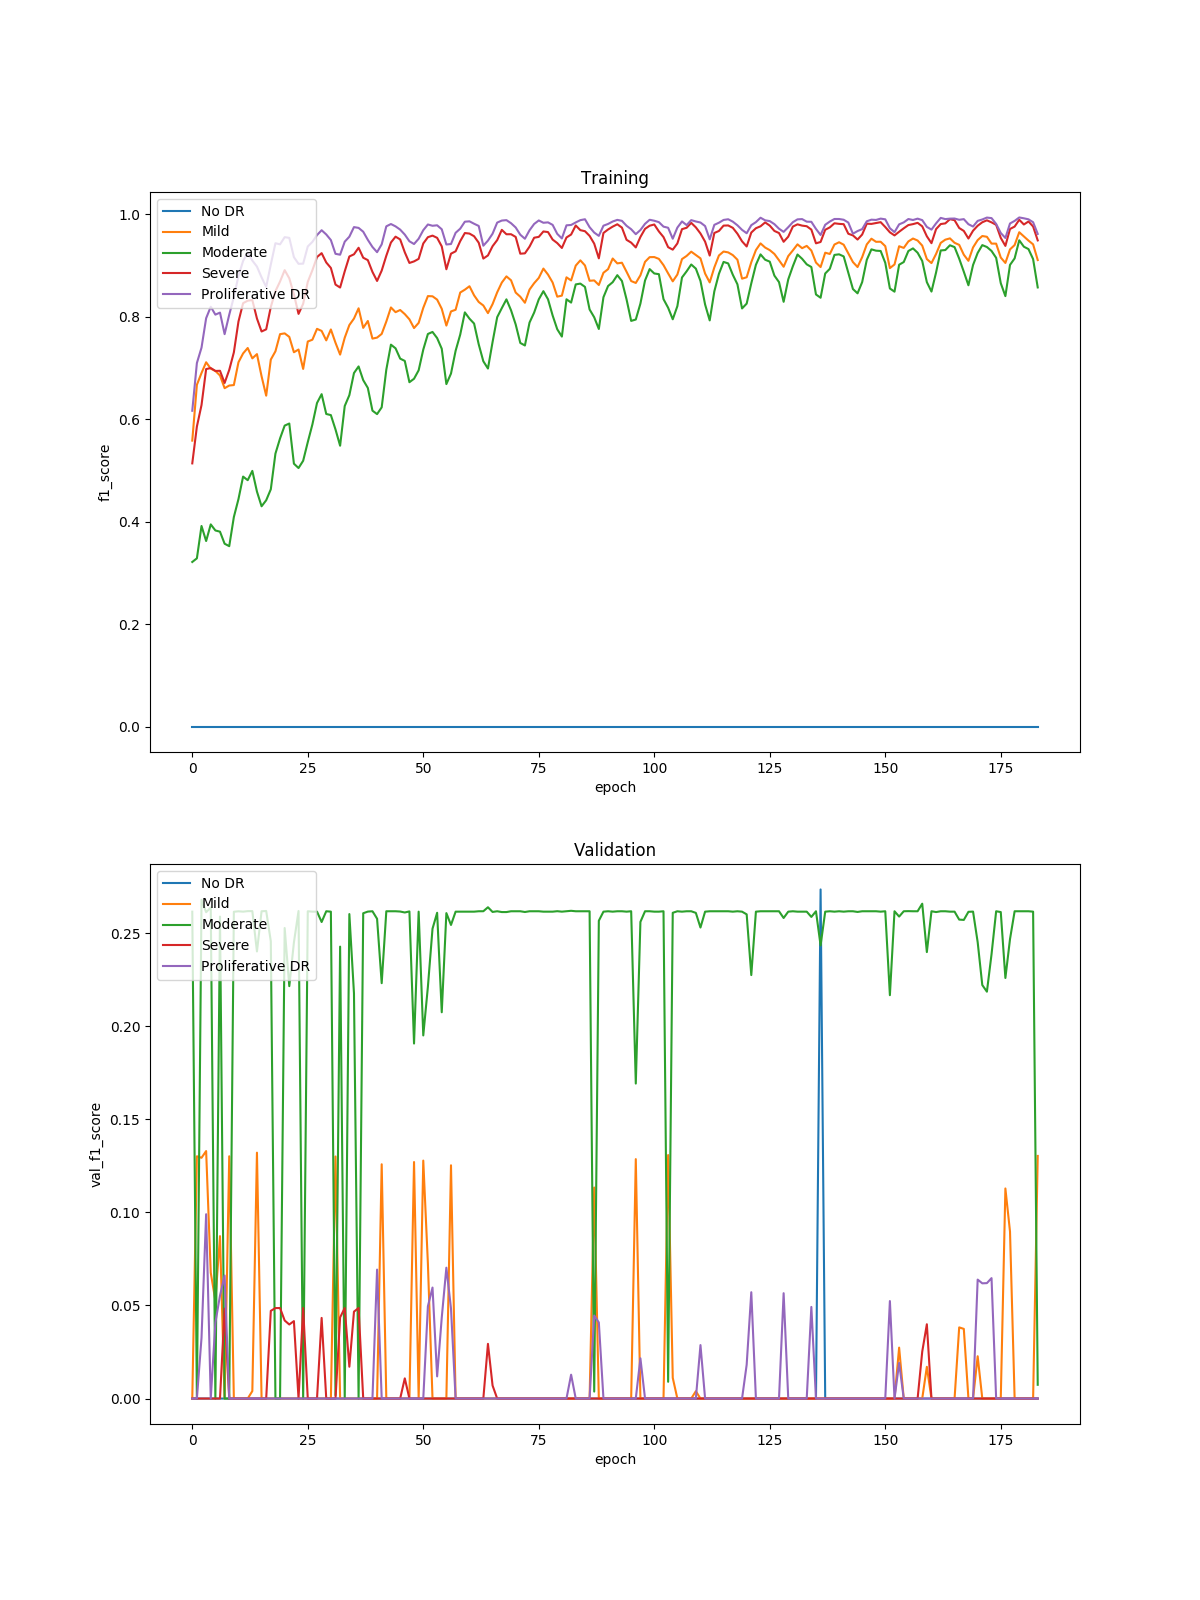 Training
No DR
Mild
Moderate
Severe
Proliferative DR
1.0
0.8
0.6
0.4
0.2
0.0
f1_score
0 25 50 75 100 125 150 175
epoch
Validation
No DR
Mild
Moderate
Severe
Proliferative DR
0.25
0.20
0.15
0.10
0.05
0.00
val_f1_score
0 25 50 75 100 125 150 175
epoch